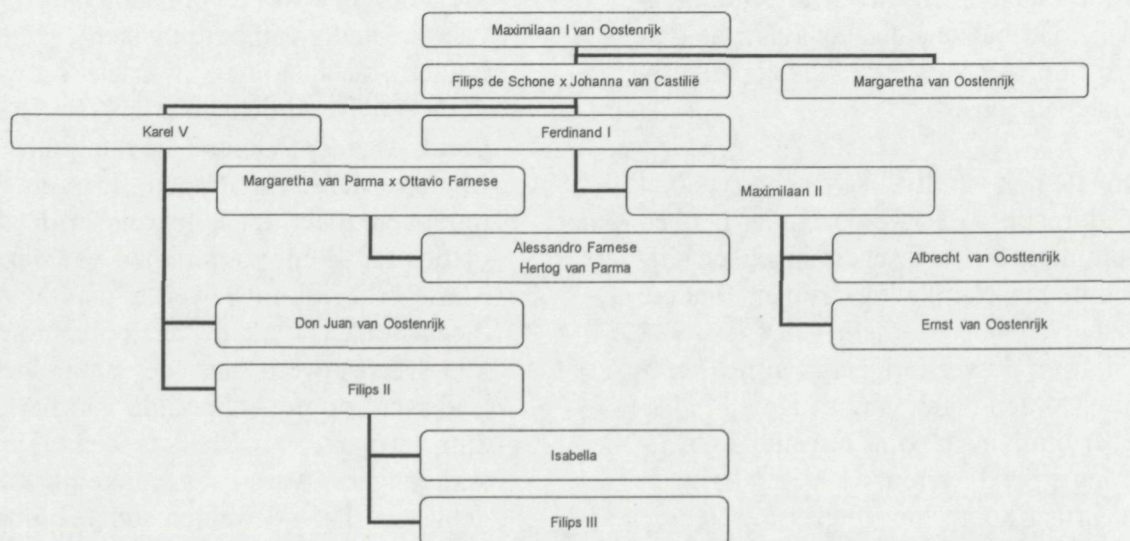 Maximilaan I van Oostenrijk
Filips de Schone x Johanna van Castilië
Margaretha van Oostenrijk
Karel V
Ferdinand I
Margaretha van Parma x Ottavio Farnese
Maximilaan II
Alessandro Farnese
Hertog van Parma
Albrecht van Oosttenrijk
Don Juan van Oostenrijk
Ernst van Oostenrijk
Filips II
Isabella
Filips III